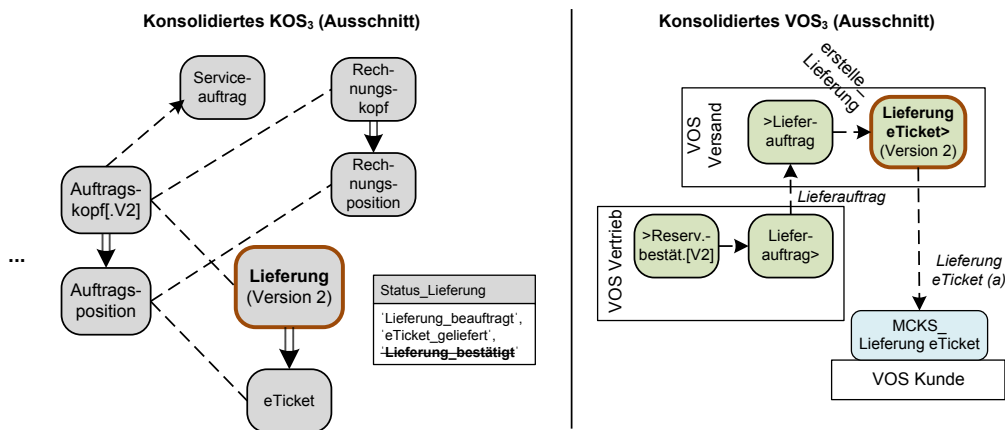 Konsolidiertes KOS₃ (Ausschnitt)
Service-
auftrag
Rech-
nungs-
kopf
Rech-
nungs-
position
Auftrags-
kopf[.V2]
...
Auftrags-
position
Lieferung
(Version 2)
eTicket
Status_Lieferung
'Lieferung_beauftragt',
'eTicket_geliefert',
'Lieferung_bestätigt'
Konsolidiertes VOS₃ (Ausschnitt)
erstelle_
Lieferung
VOS
Versand
>Liefer-
auftrag
Lieferung
eTicket>
(Version 2)
Lieferauftrag
VOS Vertrieb
>Reserv.-
bestät.[V2]
Liefer-
auftrag>
Lieferung
eTicket (a)
MCKS_
Lieferung eTicket
VOS Kunde